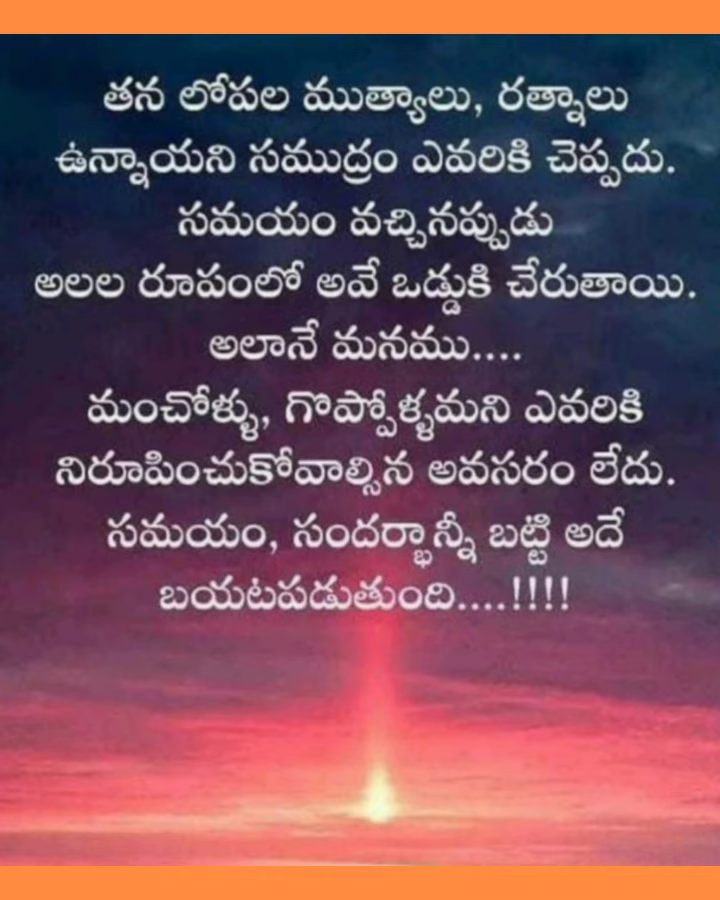 తన లోపల ముత్యాలు, రత్నాలు
ఉన్నాయని సముద్రం ఎవరికి చెప్పదు.
సమయం వచ్చినప్పుడు
అలల రూపంలో అవే ఒడ్డుకి చేరుతాయి.
అలానే మనము....
మంచోళ్ళు, గొప్పోళ్ళమని ఎవరికి
నిరూపించుకోవాల్సిన అవసరం లేదు.
సమయం, సందర్భాన్నీ బట్టి అదే
బయటపడుతుంది....!!!!